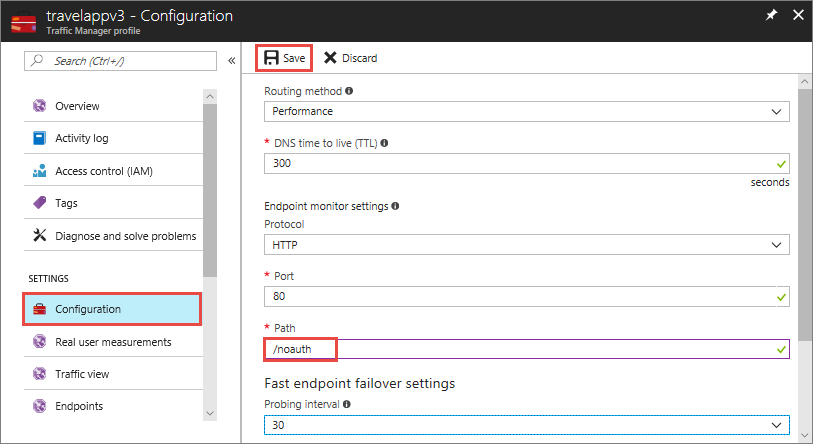 travelappv3 - Configuration
Traffic Manager profile
Search (Ctrl+/)
Overview
Activity log
Access control (IAM)
Tags
Diagnose and solve problems
SETTINGS
Configuration
Real user measurements
Traffic view
Endpoints
Save
Discard
Routing method
Performance
* DNS time to live (TTL)
300
seconds
Endpoint monitor settings
Protocol
HTTP
* Port
80
* Path
/noauth
Fast endpoint failover settings
Probing interval
30